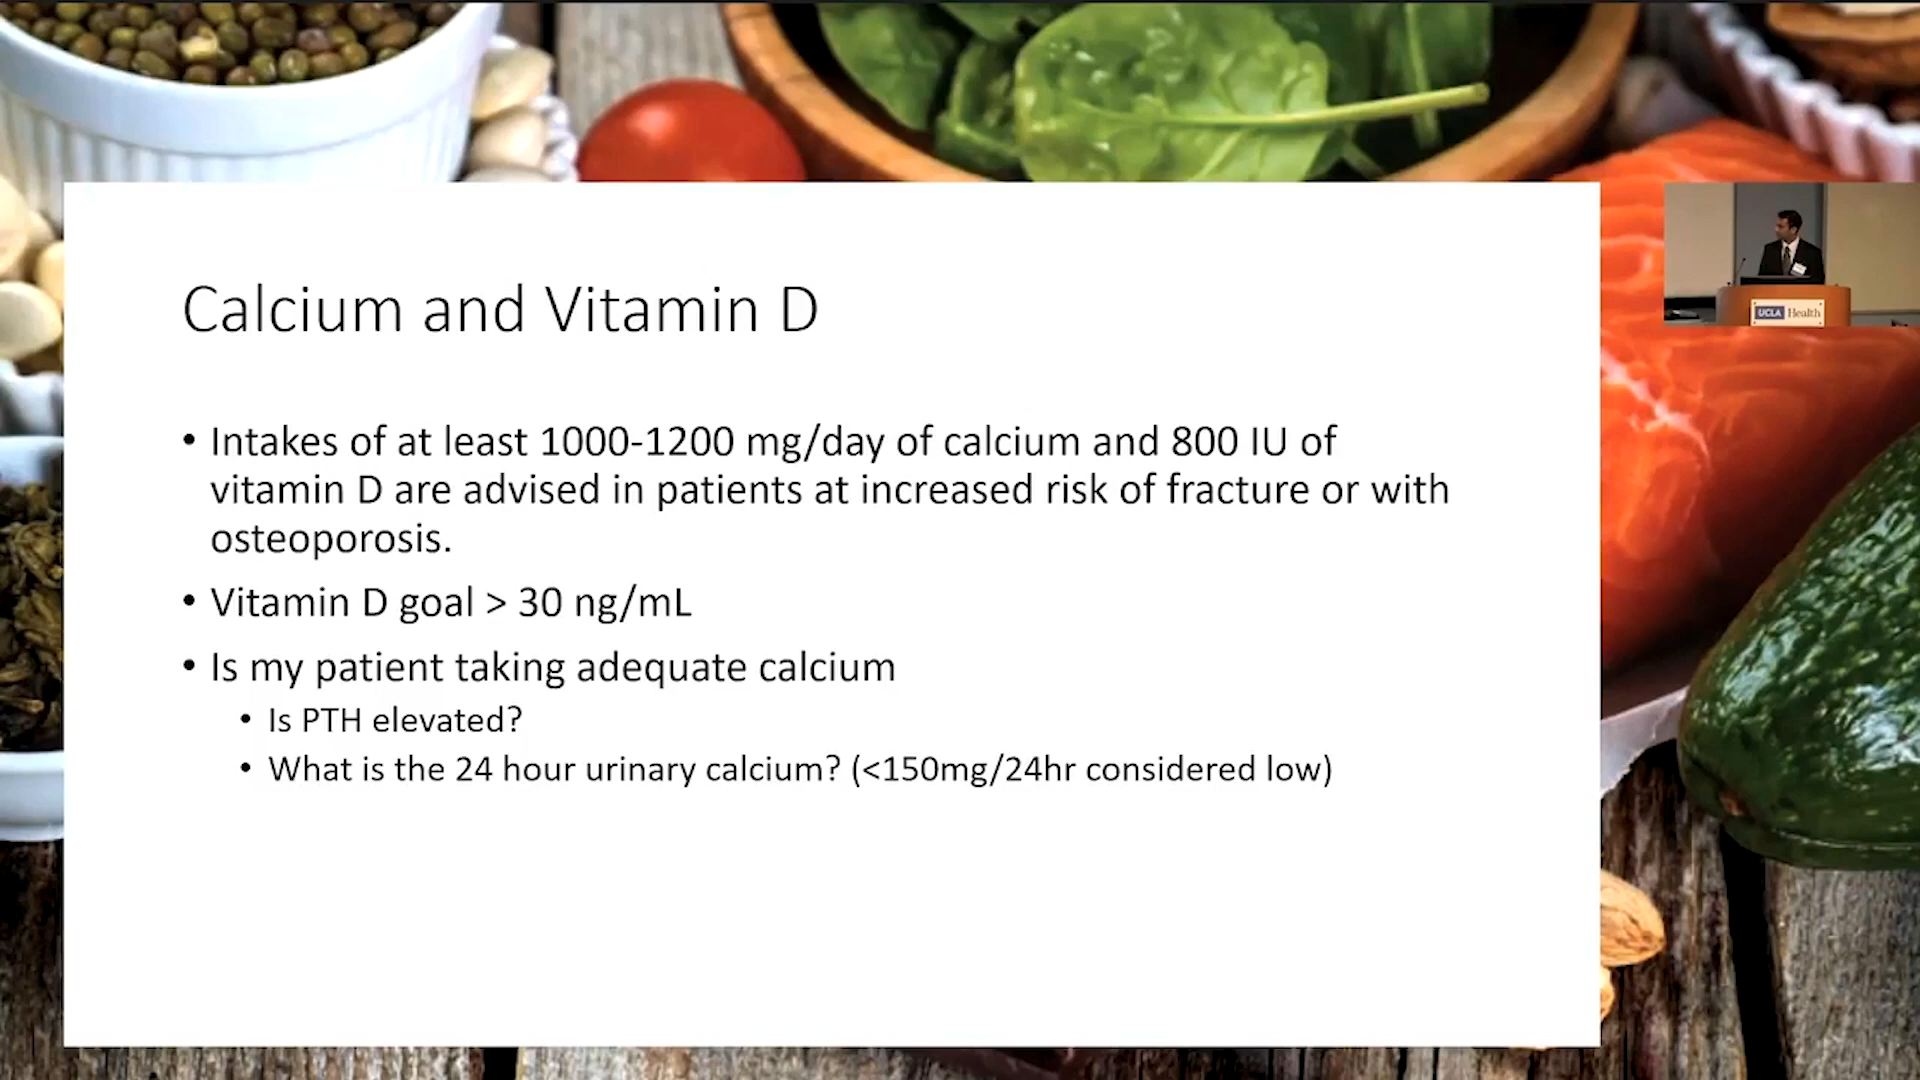 Calcium and Vitamin D
• Intakes of at least 1000-1200 mg/day of calcium and 800 IU of
vitamin D are advised in patients at increased risk of fracture or with
osteoporosis.
• Vitamin D goal > 30 ng/mL
• Is my patient taking adequate calcium
• Is PTH elevated?
• What is the 24 hour urinary calcium? (<150mg/24hr considered low)
UCLA Health